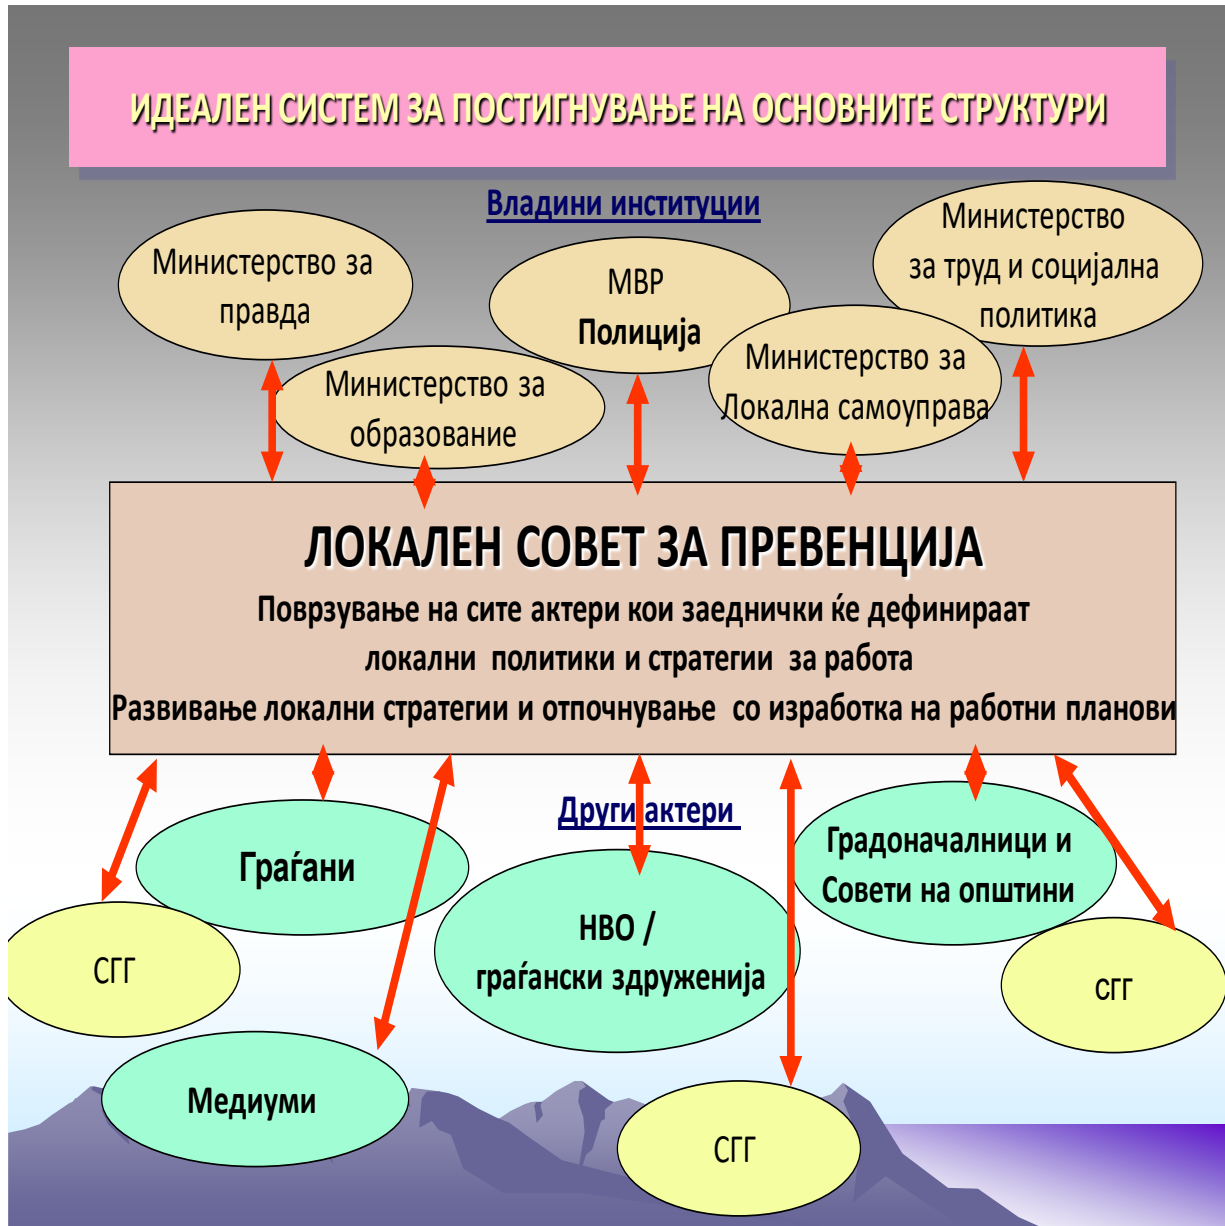 ИДЕАЛЕН СИСТЕМ ЗА ПОСТИГНУВАЊЕ НА ОСНОВНИТЕ СТРУКТУРИ
Владини институции
Министерство за
правда
МВР
Полиција
Министерство
за труд и социјална
политика
Министерство за
образование
Министерство за
Локална самоуправа
ЛОКАЛЕН СОВЕТ ЗА ПРЕВЕНЦИЈА
Поврзување на сите актери кои заеднички ќе дефинираат
локални политики и стратегии за работа
Развивање локални стратегии и отпочнување со изработка на работни планови
Други актери
Граѓани
Градоначалници и
Совети на општини
НВО /
граѓански здруженија
СГГ
СГГ
Медиуми
СГГ